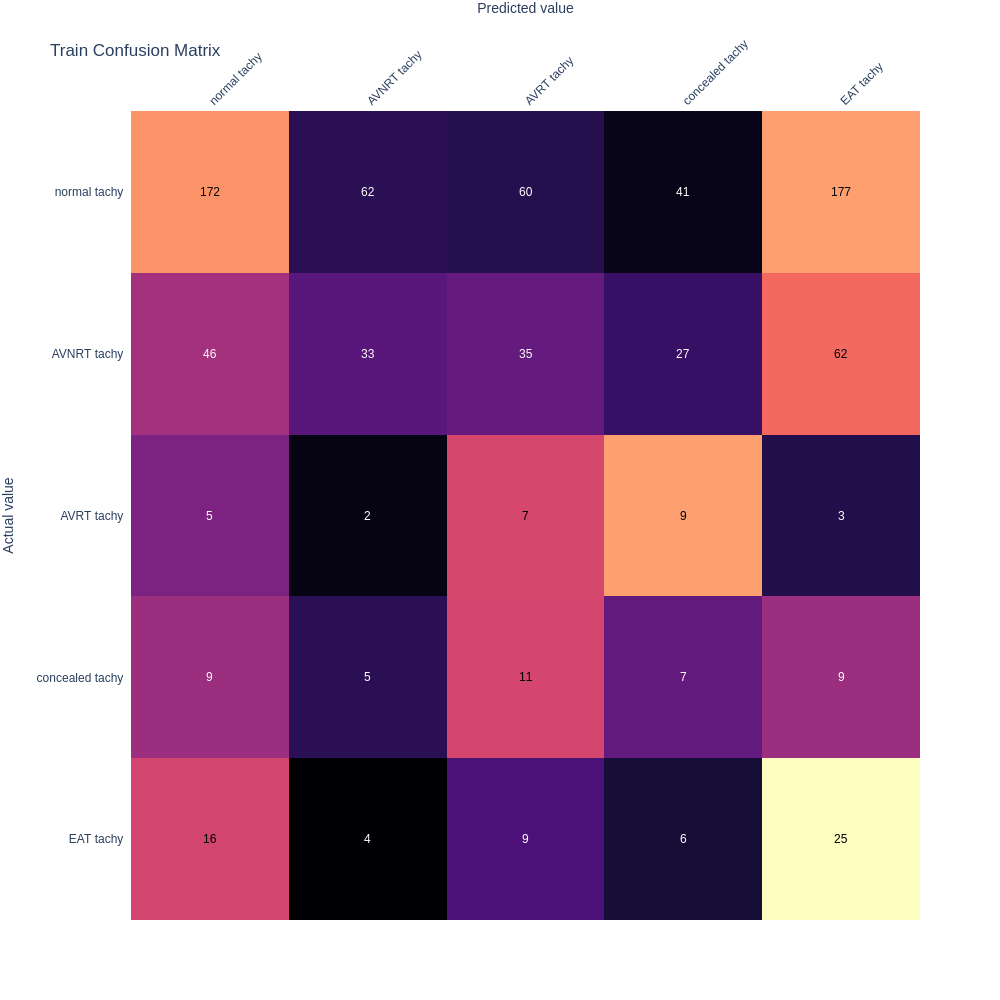 Predicted value
Train Confusion Matrix
normal tachy AVNRT tachy AVRT tachy concealed tachy EAT tachy
normal tachy 172 62 60 41 177
AVNRT tachy 46 33 35 27 62
AVRT tachy 5 2 7 9 3
concealed tachy 9 5 11 7 9
EAT tachy 16 4 9 6 25
Actual value